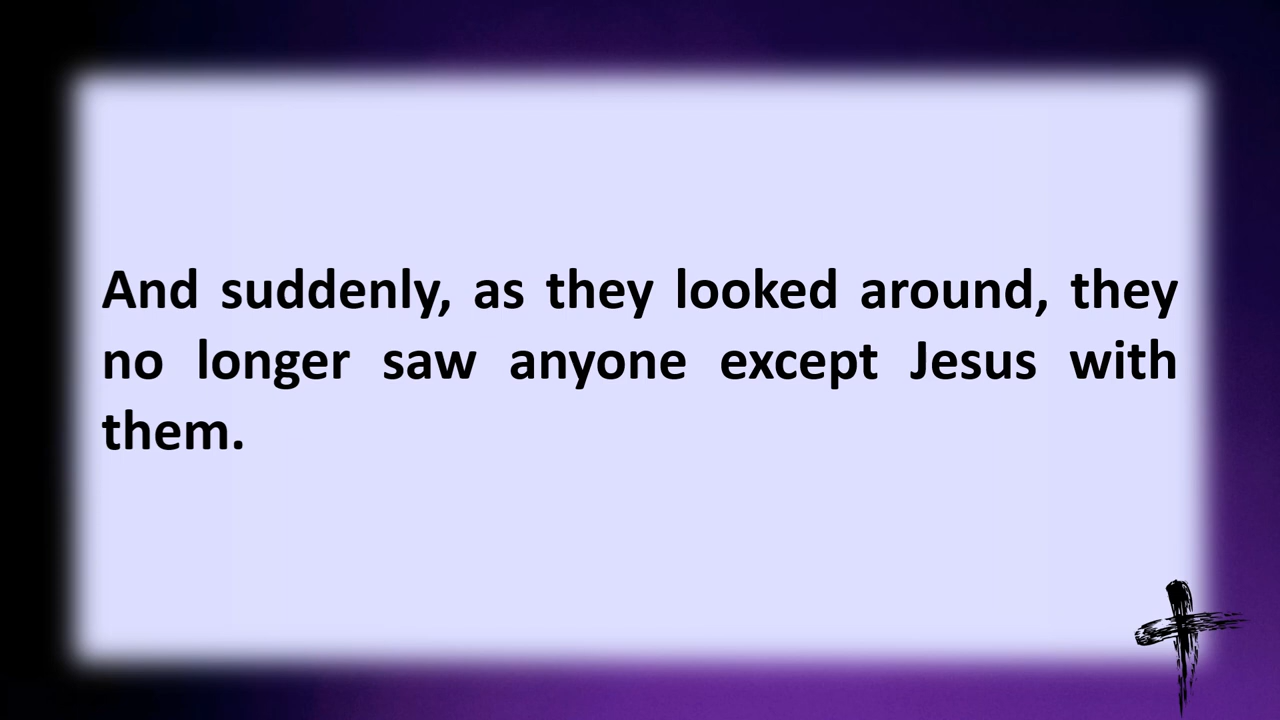 And suddenly, as they looked around, they
no longer saw anyone except Jesus with
them.